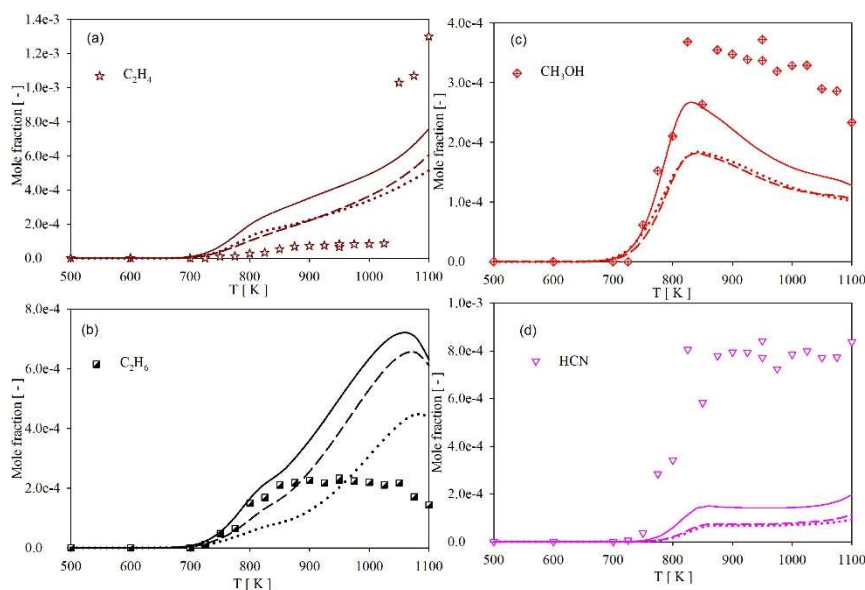 (a)
C₂H₄
Mole fraction [ - ]
1.4e-3
1.2e-3
1.0e-3
8.0e-4
6.0e-4
4.0e-4
2.0e-4
0.0
500 600 700 800 900 1000 1100
T [ K ]
(b)
C₂H₆
Mole fraction [ - ]
8.0e-4
6.0e-4
4.0e-4
2.0e-4
0.0
500 600 700 800 900 1000 1100
T [ K ]
(c)
CH₃OH
Mole fraction [ - ]
4.0e-4
3.0e-4
2.0e-4
1.0e-4
0.0
500 600 700 800 900 1000 1100
T [ K ]
(d)
HCN
Mole fraction [ - ]
1.0e-3
8.0e-4
6.0e-4
4.0e-4
2.0e-4
0.0
500 600 700 800 900 1000 1100
T [ K ]